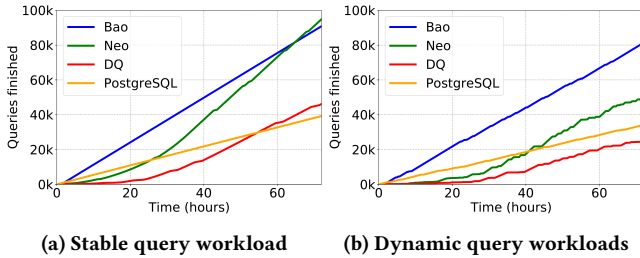 100k
80k
60k
40k
20k
0k
Queries finished
Bao
Neo
DQ
PostgreSQL
0 20 40 60
Time (hours)
(a) Stable query workload
100k
80k
60k
40k
20k
0k
Queries finished
Bao
Neo
DQ
PostgreSQL
0 20 40 60
Time (hours)
(b) Dynamic query workloads